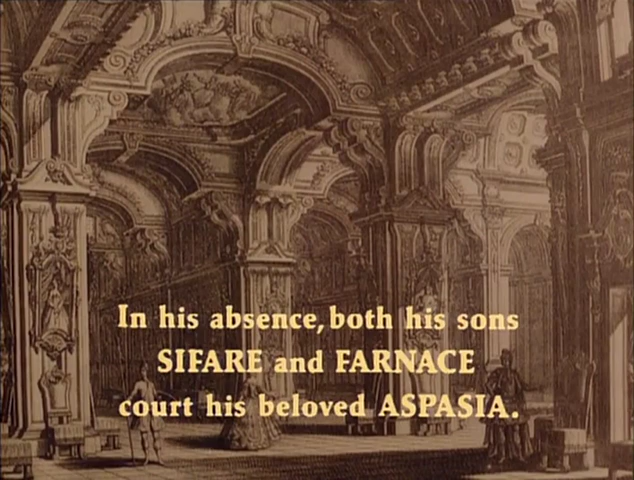 In his absence, both his sons
SIFARE and FARNACE
court his beloved ASPASIA.